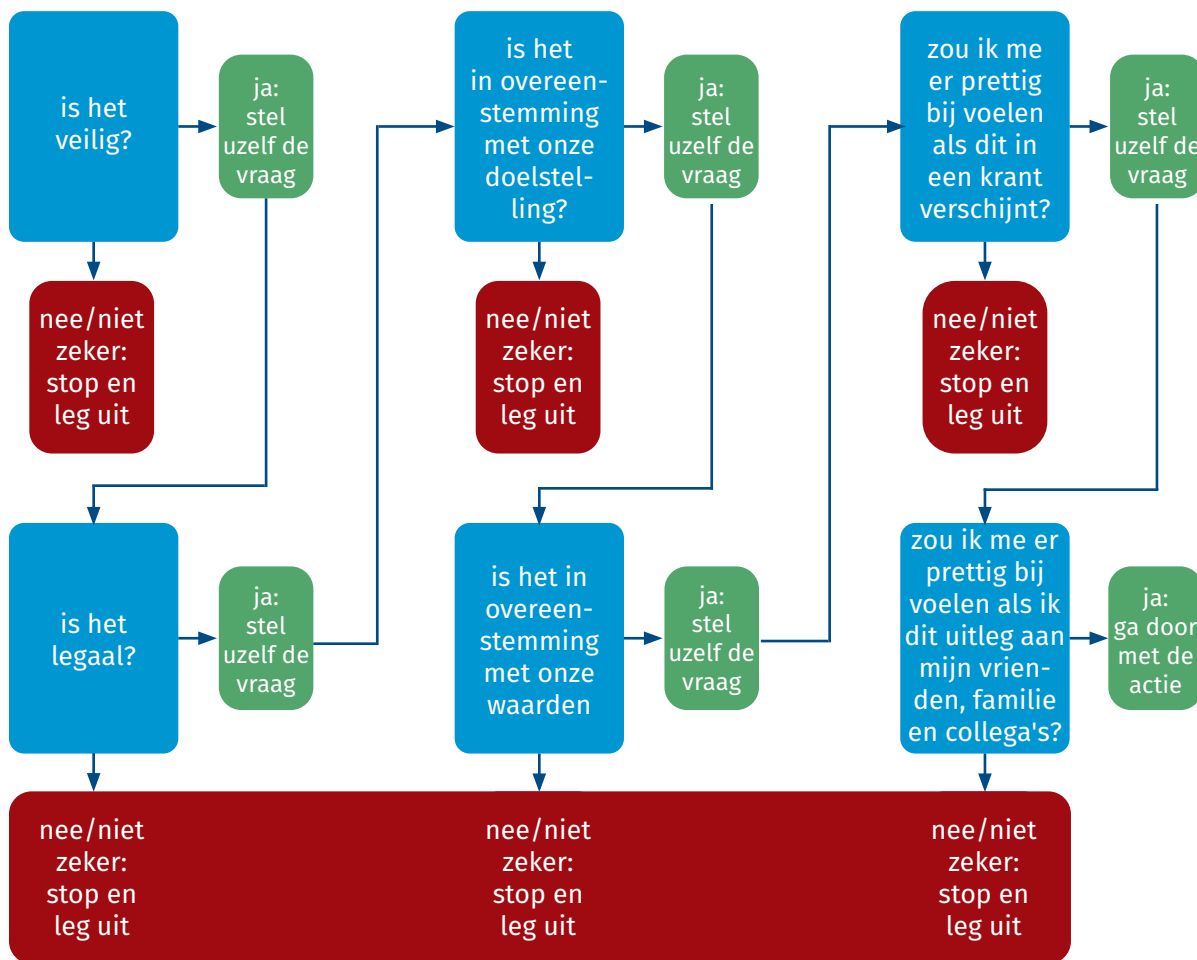 is het
veilig?
ja:
stel
uzelf de
vraag
nee/niet
zeker:
stop en
leg uit
is het
legaal?
ja:
stel
uzelf de
vraag
nee/niet
zeker:
stop en
leg uit
is het
in overeen-
stemming
met onze
doelstel-
ling?
ja:
stel
uzelf de
vraag
nee/niet
zeker:
stop en
leg uit
is het in
overeen-
stemming
met onze
waarden
ja:
stel
uzelf de
vraag
nee/niet
zeker:
stop en
leg uit
zou ik me
er prettig
bij voelen
als dit in
een krant
verschijnt?
ja:
stel
uzelf de
vraag
nee/niet
zeker:
stop en
leg uit
zou ik me er
prettig bij
voelen als ik
dit uitleg aan
mijn vrien-
den, familie
en collega's?
ja:
ga door
met de
actie
nee/niet
zeker:
stop en
leg uit